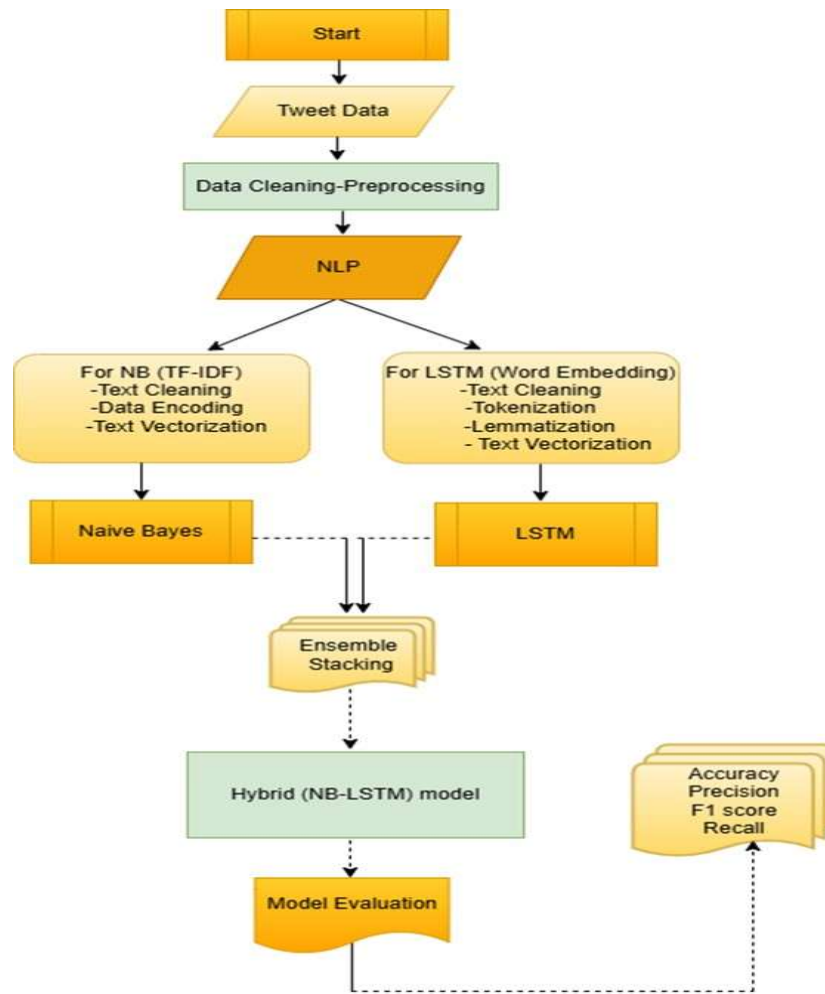 Start
Tweet Data
Data Cleaning-Preprocessing
NLP
For NB (TF-IDF)
-Text Cleaning
-Data Encoding
-Text Vectorization
For LSTM (Word Embedding)
-Text Cleaning
-Tokenization
-Lemmatization
- Text Vectorization
Naive Bayes
LSTM
Ensemble
Stacking
Hybrid (NB-LSTM) model
Model Evaluation
Accuracy
Precision
F1 score
Recall